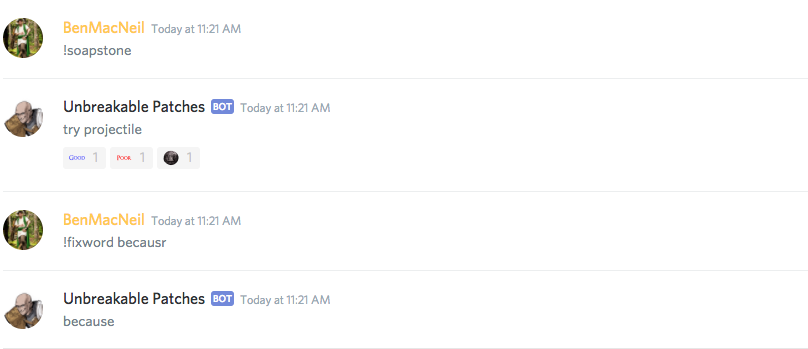 BenMacNeil Today at 11:21 AM
!soapstone
Unbreakable Patches BOT Today at 11:21 AM
try projectile
Good 1 Poor 1 1
BenMacNeil Today at 11:21 AM
!fixword becausr
Unbreakable Patches BOT Today at 11:21 AM
because